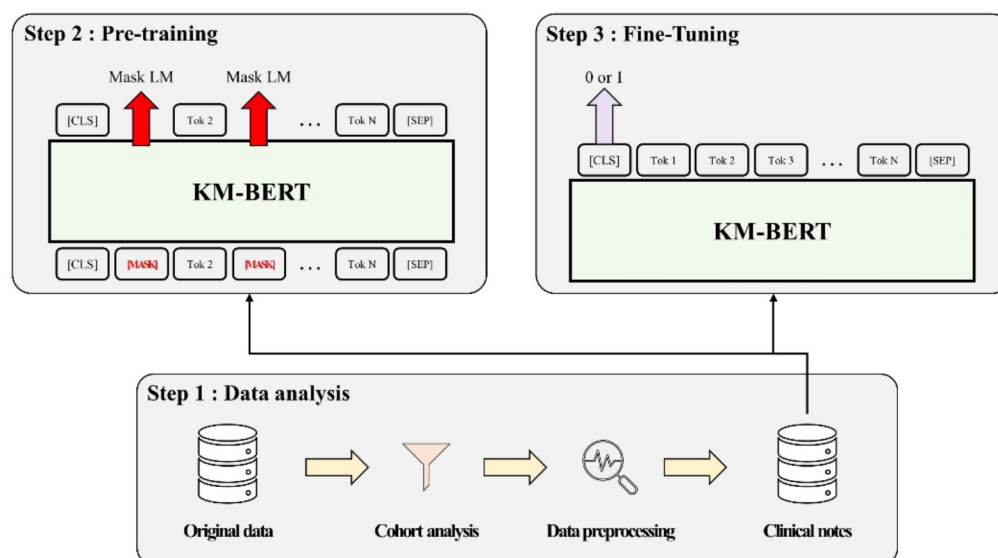 Step 2 : Pre-training
Mask LM Mask LM
[CLS] Tok 2 ... Tok N [SEP]
KM-BERT
[CLS] [MASK] Tok 2 [MASK] ... Tok N [SEP]
Step 3 : Fine-Tuning
0 or 1
[CLS] Tok 1 Tok 2 Tok 3 ... Tok N [SEP]
KM-BERT
Step 1 : Data analysis
Original data Cohort analysis Data preprocessing Clinical notes